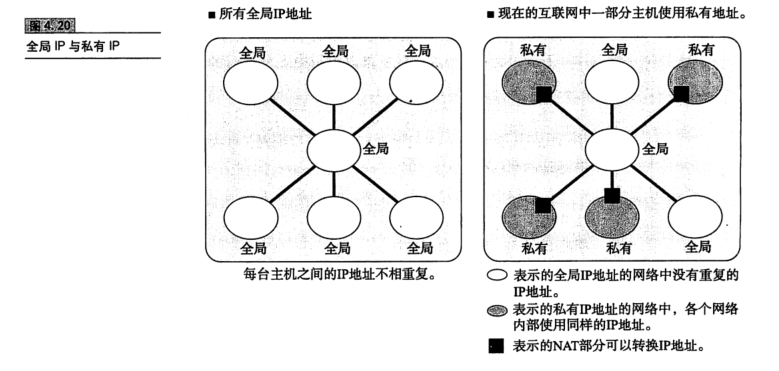 图4.20
全局 IP 与私有 IP
■ 所有全局IP地址
全局 全局 全局
全局
全局 全局 全局
每台主机之间的IP地址不相重复。
■ 现在的互联网中一部分主机使用私有地址。
私有 全局 私有
全局
私有 私有 全局
表示的全局IP地址的网络中没有重复的
IP地址。
表示的私有IP地址的网络中，各个网络
内部使用同样的IP地址。
表示的NAT部分可以转换IP地址。